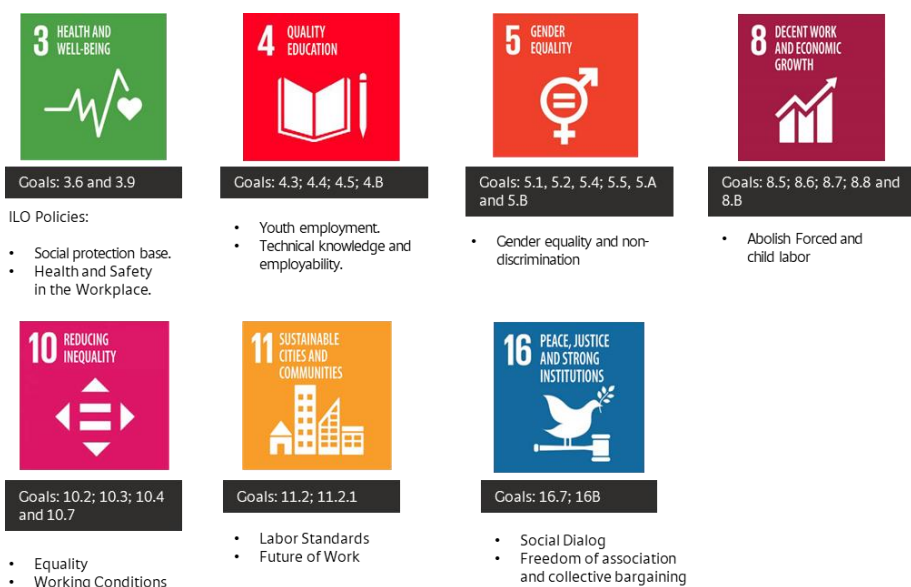 3 HEALTH AND
WELL-BEING
Goals: 3.6 and 3.9
ILO Policies:
• Social protection base.
• Health and Safety
in the Workplace.
4 QUALITY
EDUCATION
Goals: 4.3; 4.4; 4.5; 4.B
• Youth employment.
• Technical knowledge and
employability.
5 GENDER
EQUALITY
Goals: 5.1, 5.2, 5.4; 5.5, 5.A
and 5.B
• Gender equality and non-
discrimination
8 DECENT WORK
AND ECONOMIC
GROWTH
Goals: 8.5; 8.6; 8.7; 8.8 and
8.B
• Abolish Forced and
child labor
10 REDUCING
INEQUALITY
Goals: 10.2; 10.3; 10.4
and 10.7
• Equality
• Working Conditions
11 SUSTAINABLE
CITIES AND
COMMUNITIES
Goals: 11.2; 11.2.1
• Labor Standards
• Future of Work
16 PEACE, JUSTICE
AND STRONG
INSTITUTIONS
Goals: 16.7; 16B
• Social Dialog
• Freedom of association
and collective bargaining